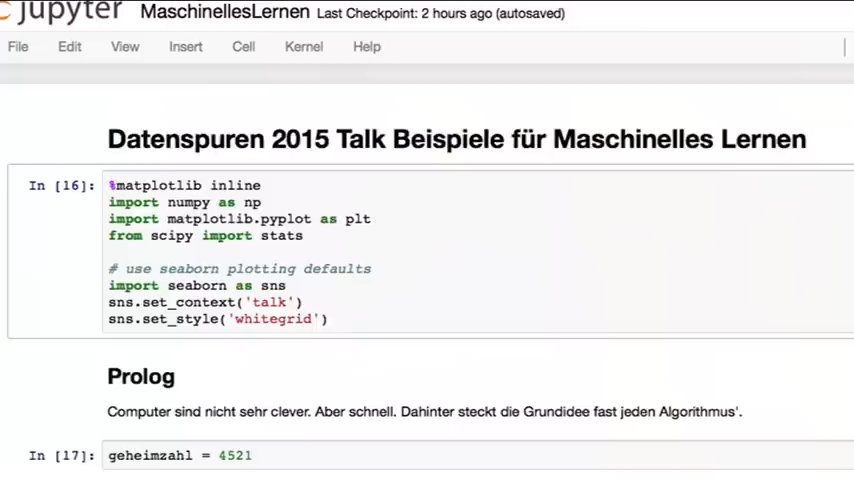 jupyter MaschinellesLernen Last Checkpoint: 2 hours ago (autosaved)
File Edit View Insert Cell Kernel Help
Datenspuren 2015 Talk Beispiele für Maschinelles Lernen
In [16]: %matplotlib inline
import numpy as np
import matplotlib.pyplot as plt
from scipy import stats
# use seaborn plotting defaults
import seaborn as sns
sns.set_context('talk')
sns.set_style('whitegrid')
Prolog
Computer sind nicht sehr clever. Aber schnell. Dahinter steckt die Grundidee fast jeden Algorithmus'.
In [17]: geheimzahl = 4521